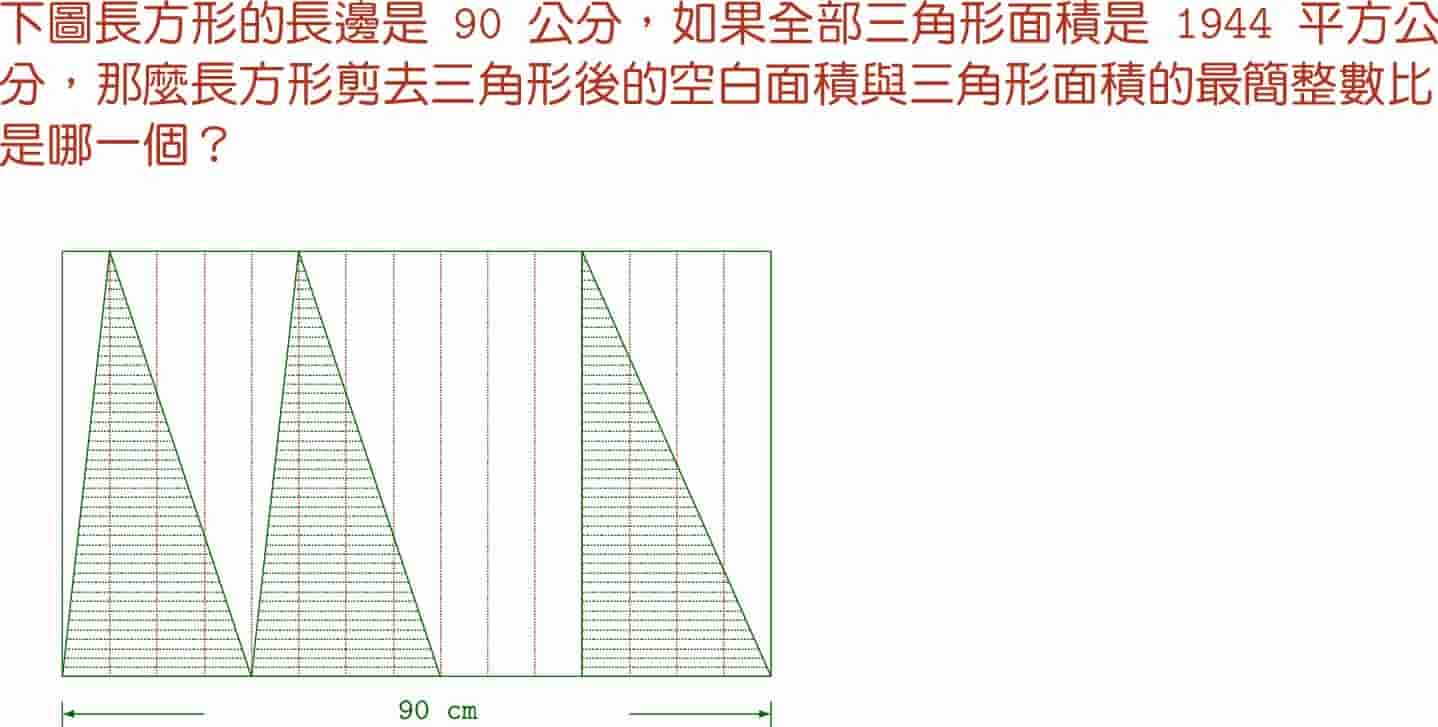 下圖長方形的長邊是 90 公分，如果全部三角形面積是 1944 平方公
分，那麼長方形剪去三角形後的空白面積與三角形面積的最簡整數比
是哪一個？
90 cm